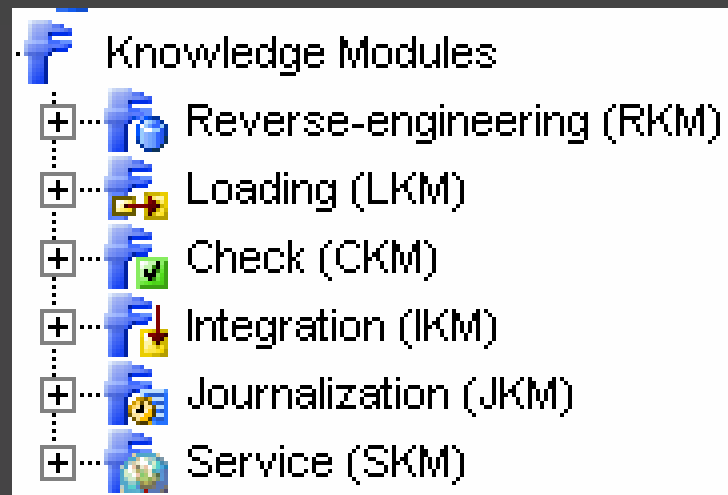 Knowledge Modules
Reverse-engineering (RKM)
Loading (LKM)
Check (CKM)
Integration (IKM)
Journalization (JKM)
Service (SKM)